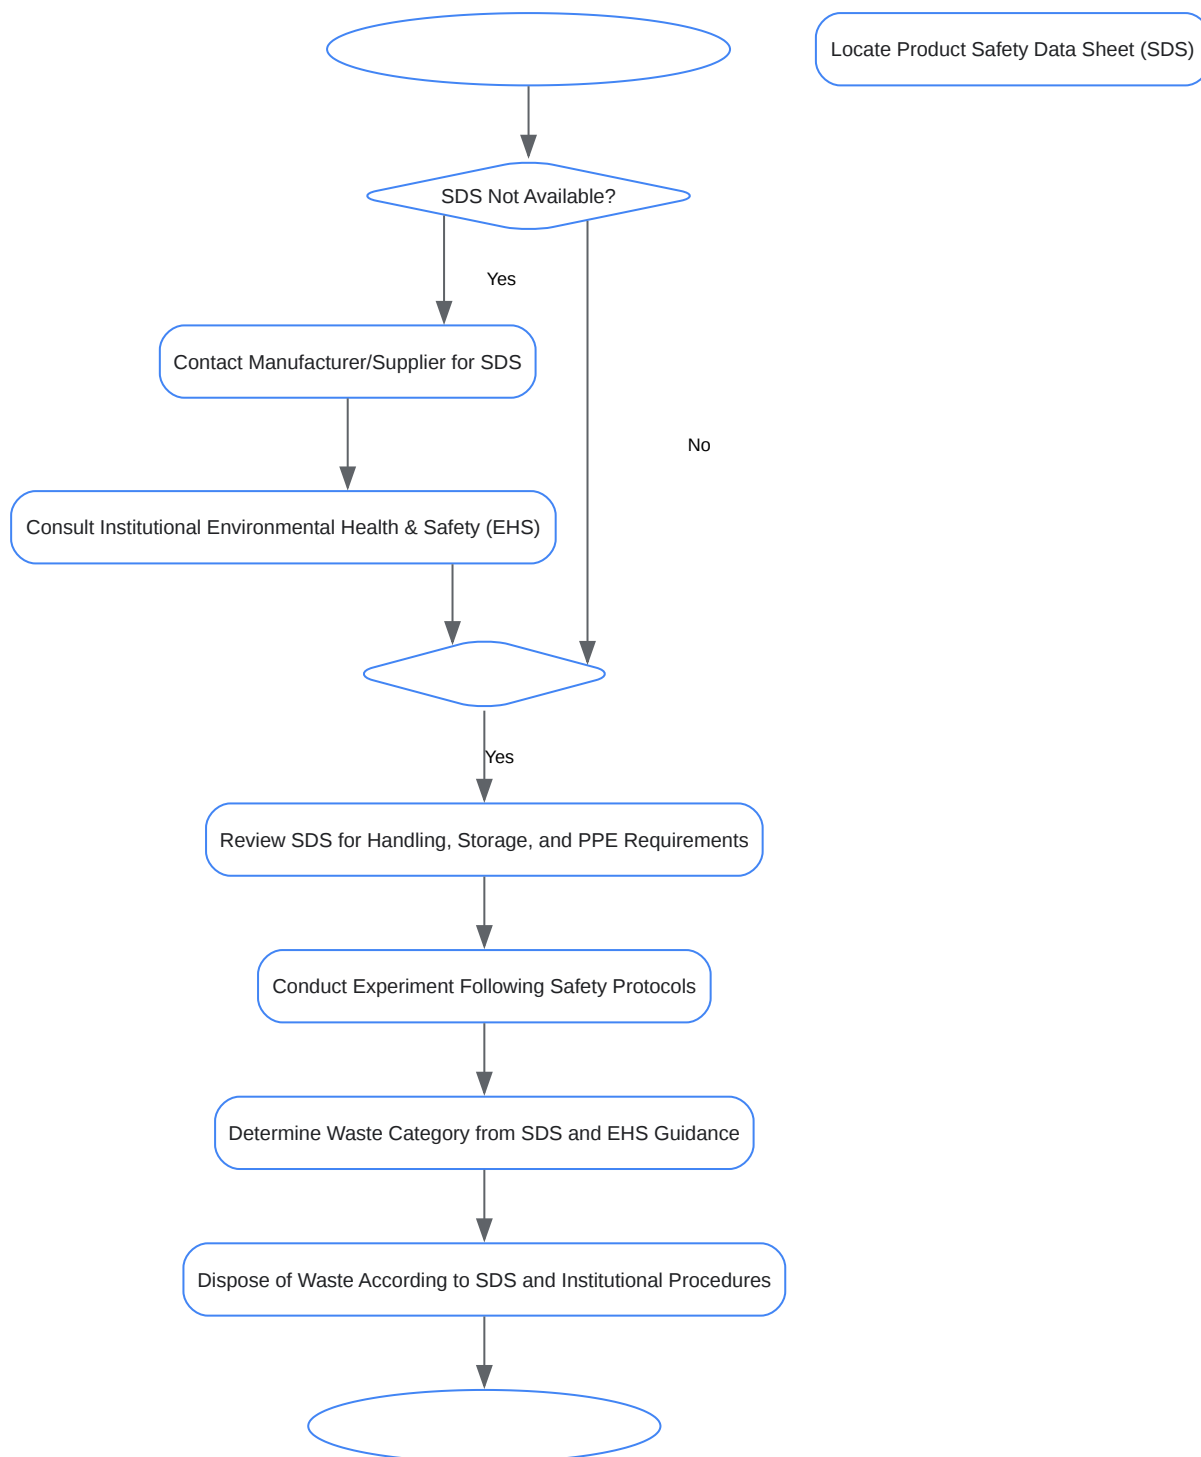 Locate Product Safety Data Sheet (SDS)
SDS Not Available?
Yes
Contact Manufacturer/Supplier for SDS
No
Consult Institutional Environmental Health & Safety (EHS)
Yes
Review SDS for Handling, Storage, and PPE Requirements
Conduct Experiment Following Safety Protocols
Determine Waste Category from SDS and EHS Guidance
Dispose of Waste According to SDS and Institutional Procedures